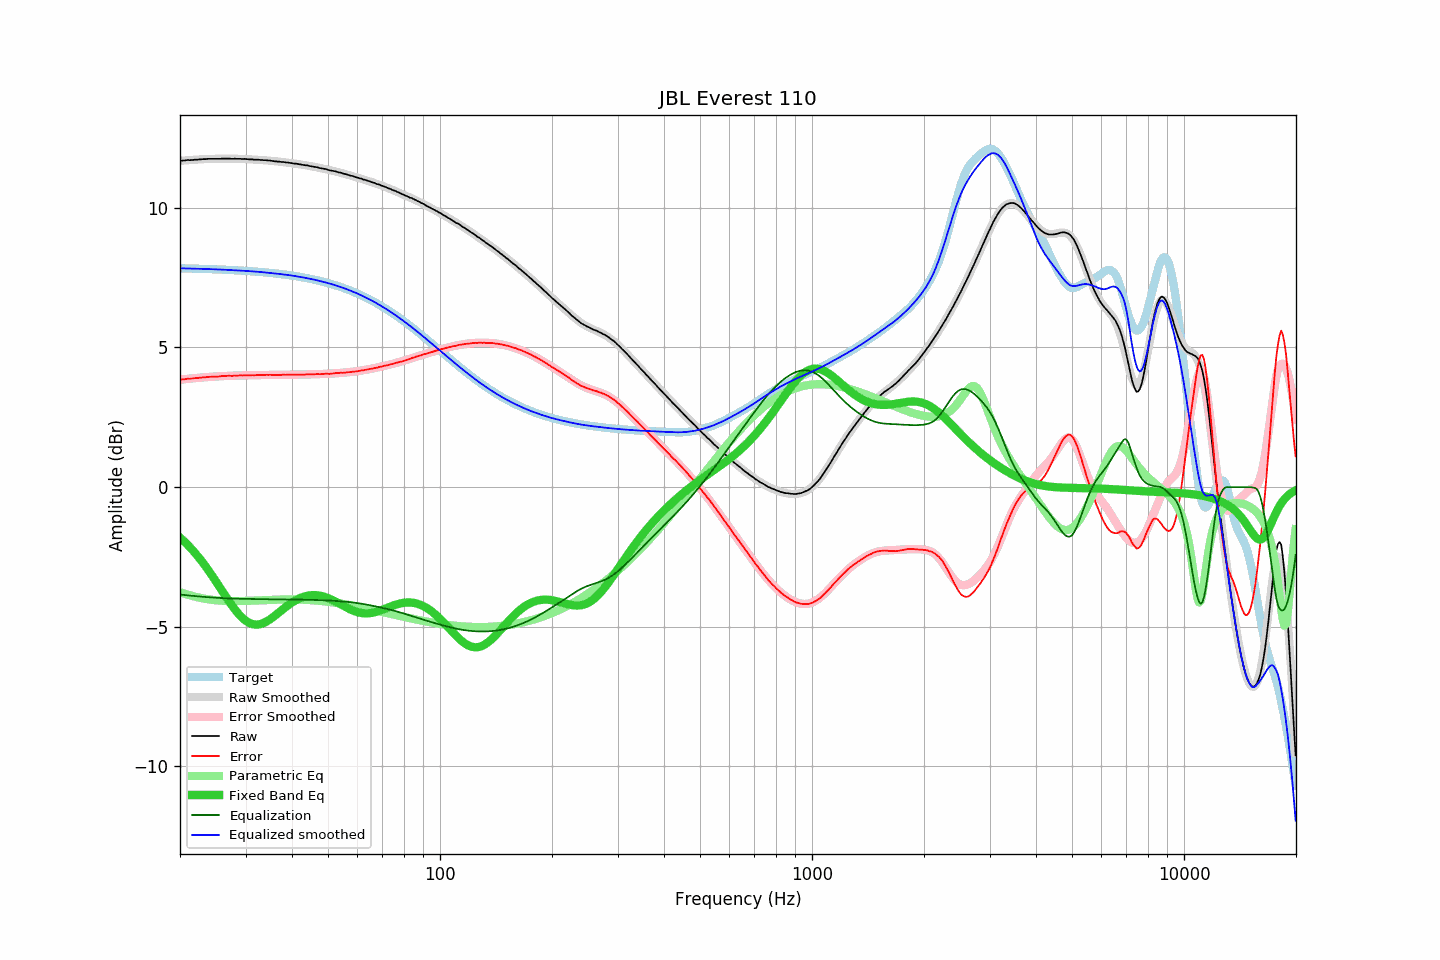 JBL Everest 110
Amplitude (dBr)
10
5
0
−5
−10
Target
Raw Smoothed
Error Smoothed
Raw
Error
Parametric Eq
Fixed Band Eq
Equalization
Equalized smoothed
100
1000
10000
Frequency (Hz)